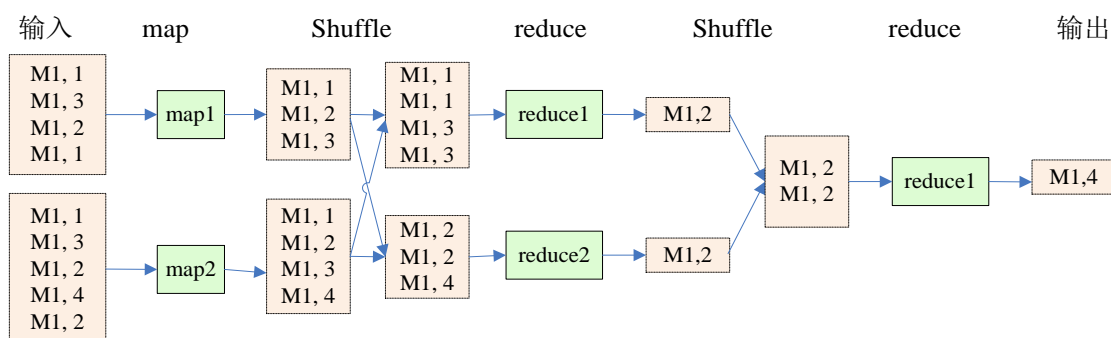 输入 map Shuffle reduce Shuffle reduce 输出
M1, 1
M1, 3
M1, 2
M1, 1
map1
M1, 1
M1, 2
M1, 3
M1, 1
M1, 1
M1, 3
M1, 3
reduce1
M1,2
M1, 2
M1, 2
reduce1
M1,4
M1, 1
M1, 3
M1, 2
M1, 4
M1, 2
map2
M1, 1
M1, 2
M1, 3
M1, 4
M1, 2
M1, 2
M1, 4
reduce2
M1,2